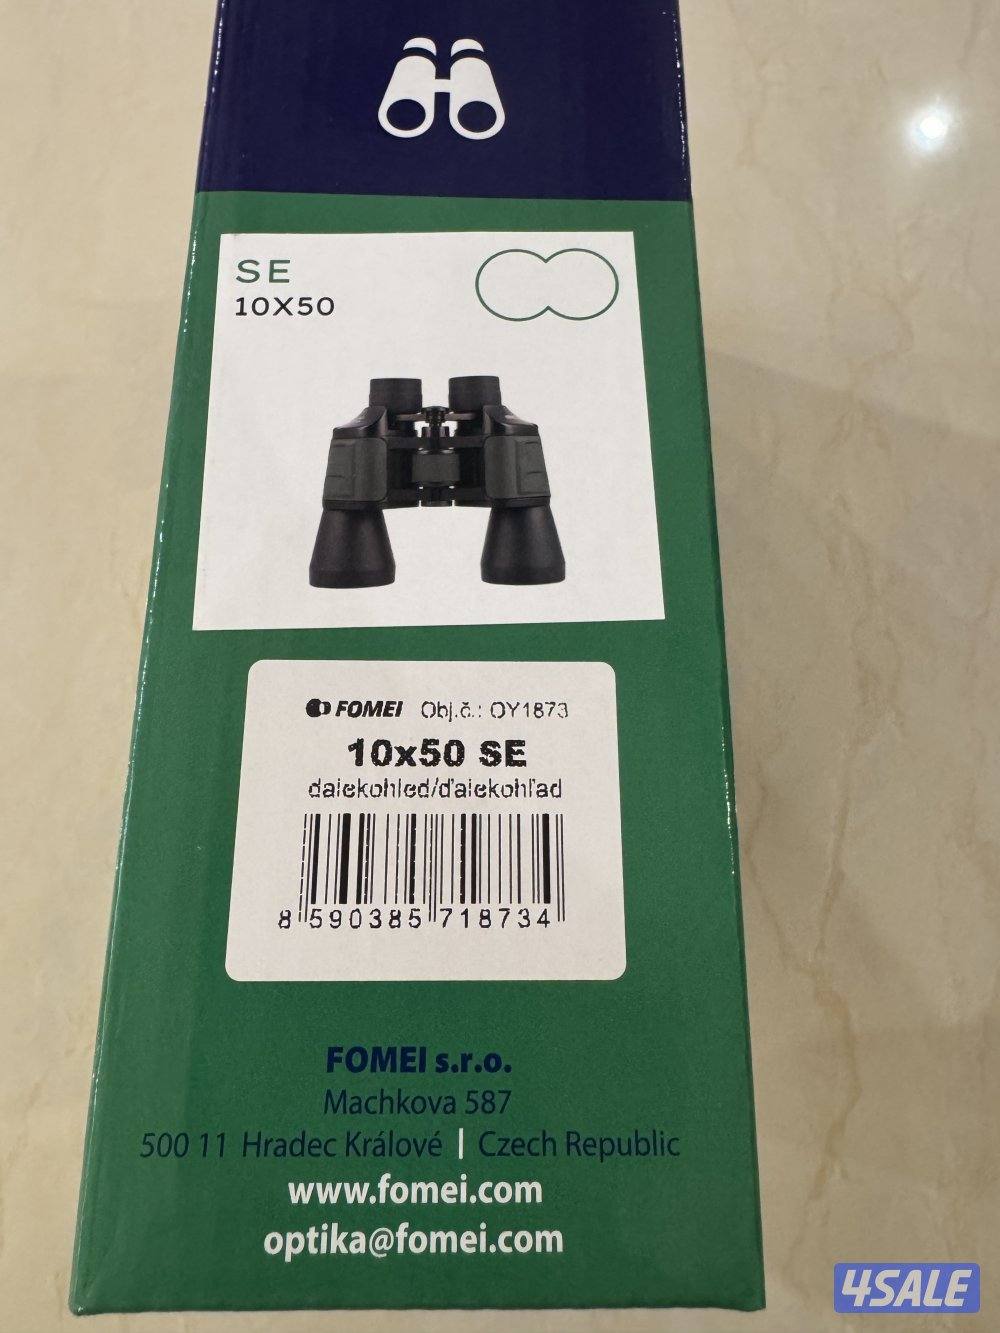 SE
10X50
FOMEI Obj.č.: OY1873
10x50 SE
dalekohled/ďalekohľad
8 590385 718734
FOMEI s.r.o.
Machkova 587
500 11 Hradec Králové | Czech Republic
www.fomei.com
optika@fomei.com
4SALE